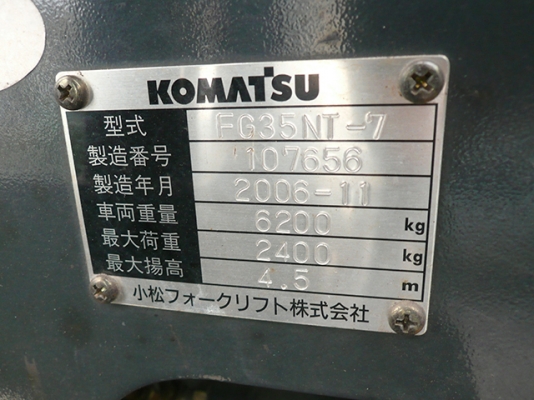 KOMATSU
型式 FG35NT-7
製造番号 107656
製造年月 2006-11
車両重量 6200 kg
最大荷重 2400 kg
最大揚高 4.5 m
小松フォークリフト株式会社